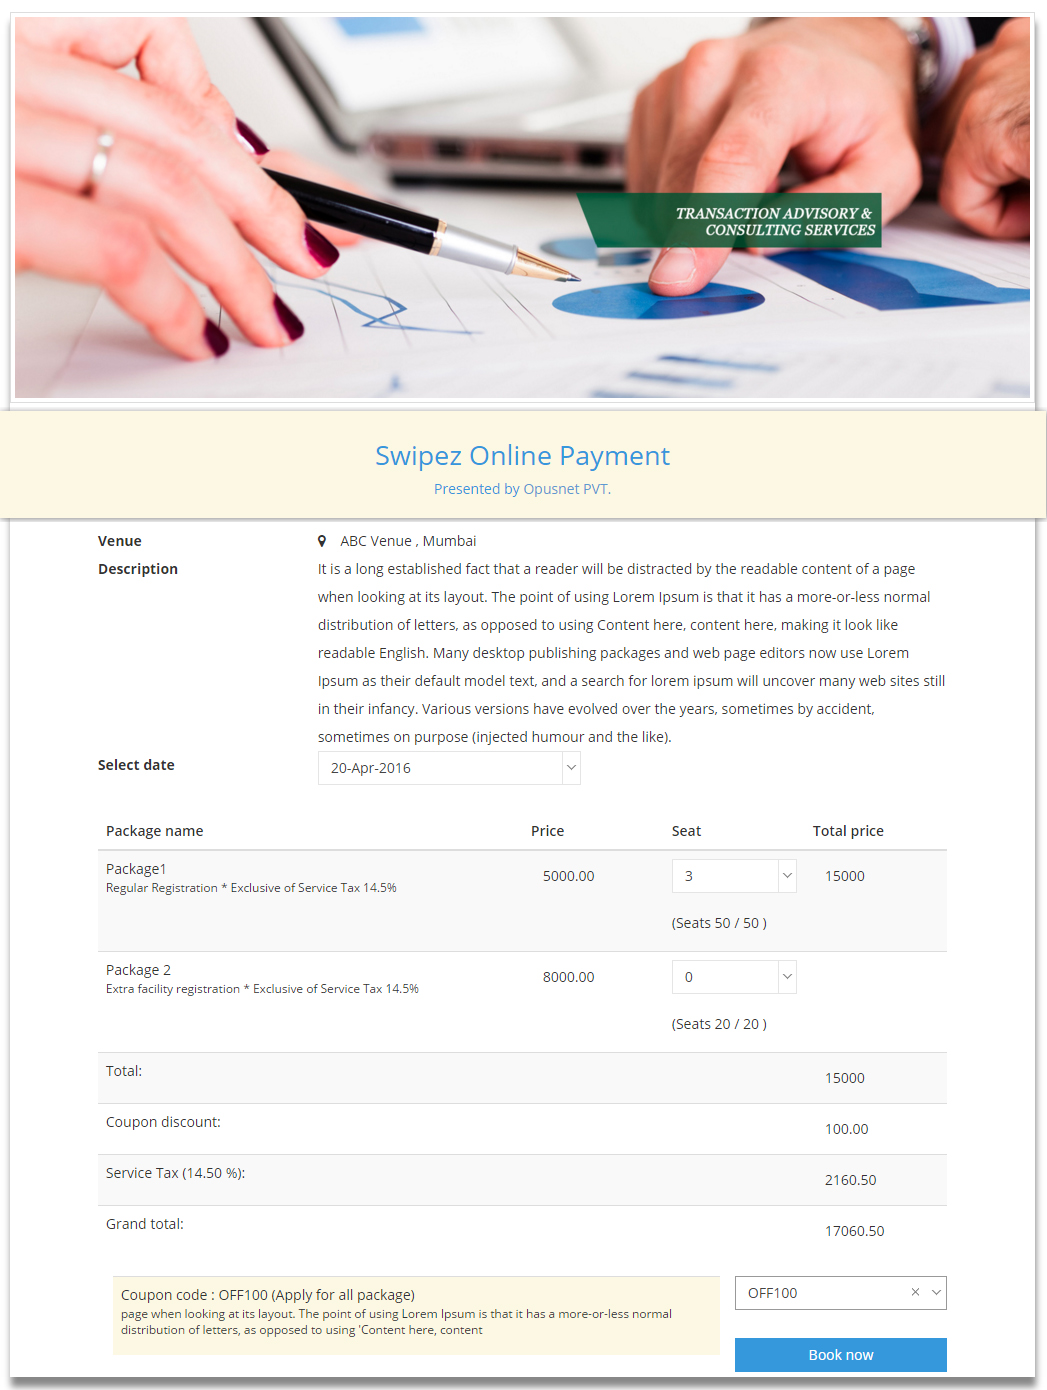 TRANSACTION ADVISORY &
CONSULTING SERVICES
Swipez Online Payment
Presented by Opusnet PVT.
Venue ABC Venue , Mumbai
Description It is a long established fact that a reader will be distracted by the readable content of a page
when looking at its layout. The point of using Lorem Ipsum is that it has a more-or-less normal
distribution of letters, as opposed to using Content here, content here, making it look like
readable English. Many desktop publishing packages and web page editors now use Lorem
Ipsum as their default model text, and a search for lorem ipsum will uncover many web sites still
in their infancy. Various versions have evolved over the years, sometimes by accident,
sometimes on purpose (injected humour and the like).
Select date 20-Apr-2016
Package name Price Seat Total price
Package1 5000.00 3 15000
Regular Registration * Exclusive of Service Tax 14.5%
(Seats 50 / 50 )
Package 2 8000.00 0
Extra facility registration * Exclusive of Service Tax 14.5%
(Seats 20 / 20 )
Total: 15000
Coupon discount: 100.00
Service Tax (14.50 %): 2160.50
Grand total: 17060.50
Coupon code : OFF100 (Apply for all package) OFF100 ×
page when looking at its layout. The point of using Lorem Ipsum is that it has a more-or-less normal
distribution of letters, as opposed to using 'Content here, content
Book now